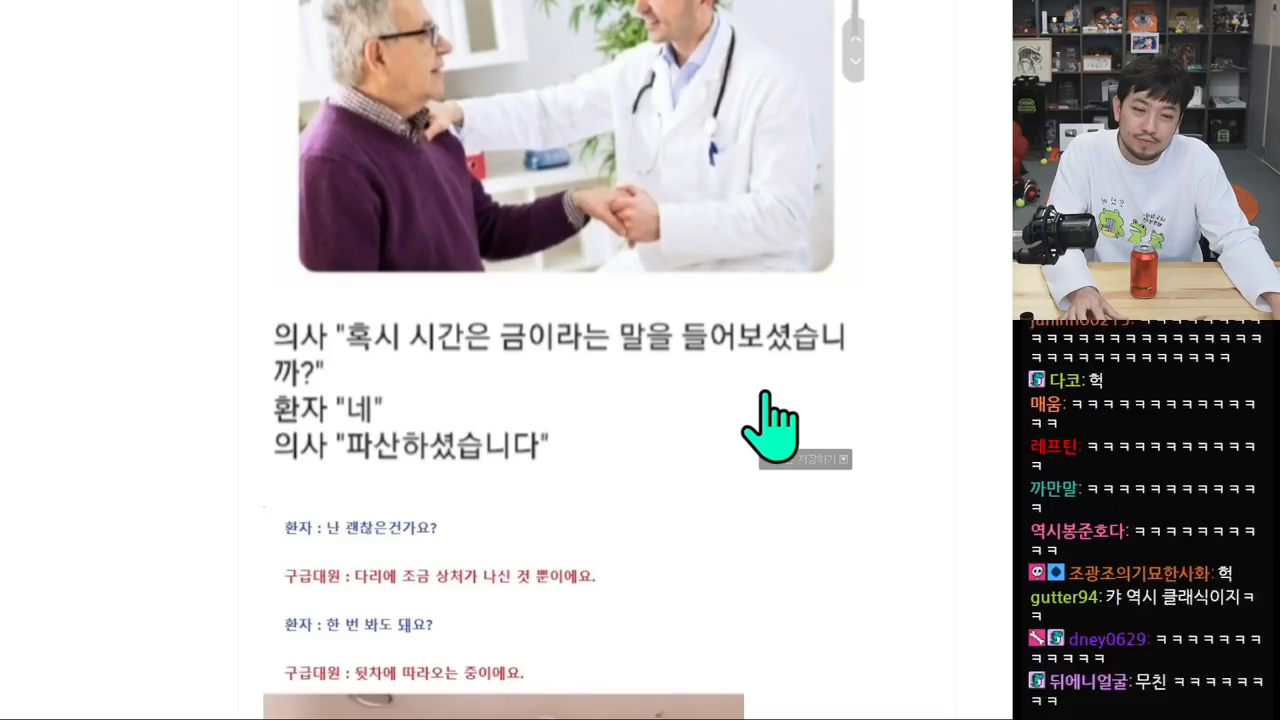 의사 "혹시 시간은 금이라는 말을 들어보셨습니
까?"
환자 "네"
의사 "파산하셨습니다"
저장하기
환자 : 난 괜찮은건가요?
구급대원 : 다리에 조금 상처가 나신 것 뿐이에요.
환자 : 한 번 봐도 돼요?
구급대원 : 뒷차에 따라오는 중이에요.
ㅋㅋㅋㅋㅋㅋㅋㅋㅋㅋㅋㅋㅋㅋㅋ
ㅋㅋㅋㅋㅋㅋㅋㅋㅋㅋㅋㅋㅋ
다코: 헉
매움: ㅋㅋㅋㅋㅋㅋㅋㅋㅋㅋㅋㅋ
ㅋㅋ
레프틴: ㅋㅋㅋㅋㅋㅋㅋㅋㅋㅋㅋ
ㅋ
까만말: ㅋㅋㅋㅋㅋㅋㅋㅋㅋㅋㅋ
ㅋ
역시봉준호다: ㅋㅋㅋㅋㅋㅋㅋㅋ
ㅋㅋ
조광조의기묘한사화: 헉
gutter94: 캬 역시 클래식이지ㅋ
ㅋ
dney0629: ㅋㅋㅋㅋㅋㅋㅋ
ㅋㅋㅋㅋㅋ
뒤에니얼굴: 무친 ㅋㅋㅋㅋㅋㅋ
ㅋㅋ